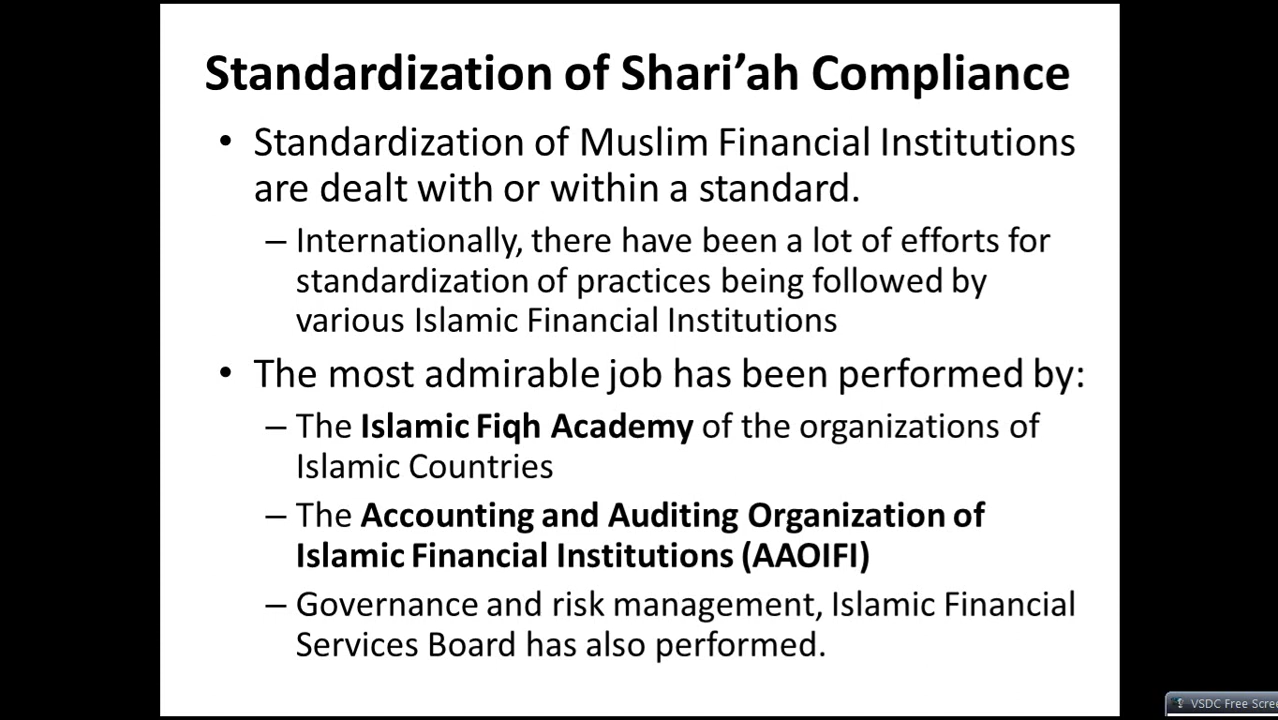 Standardization of Shari’ah Compliance
• Standardization of Muslim Financial Institutions
are dealt with or within a standard.
– Internationally, there have been a lot of efforts for
standardization of practices being followed by
various Islamic Financial Institutions
• The most admirable job has been performed by:
– The Islamic Fiqh Academy of the organizations of
Islamic Countries
– The Accounting and Auditing Organization of
Islamic Financial Institutions (AAOIFI)
– Governance and risk management, Islamic Financial
Services Board has also performed.
VSDC Free Scre